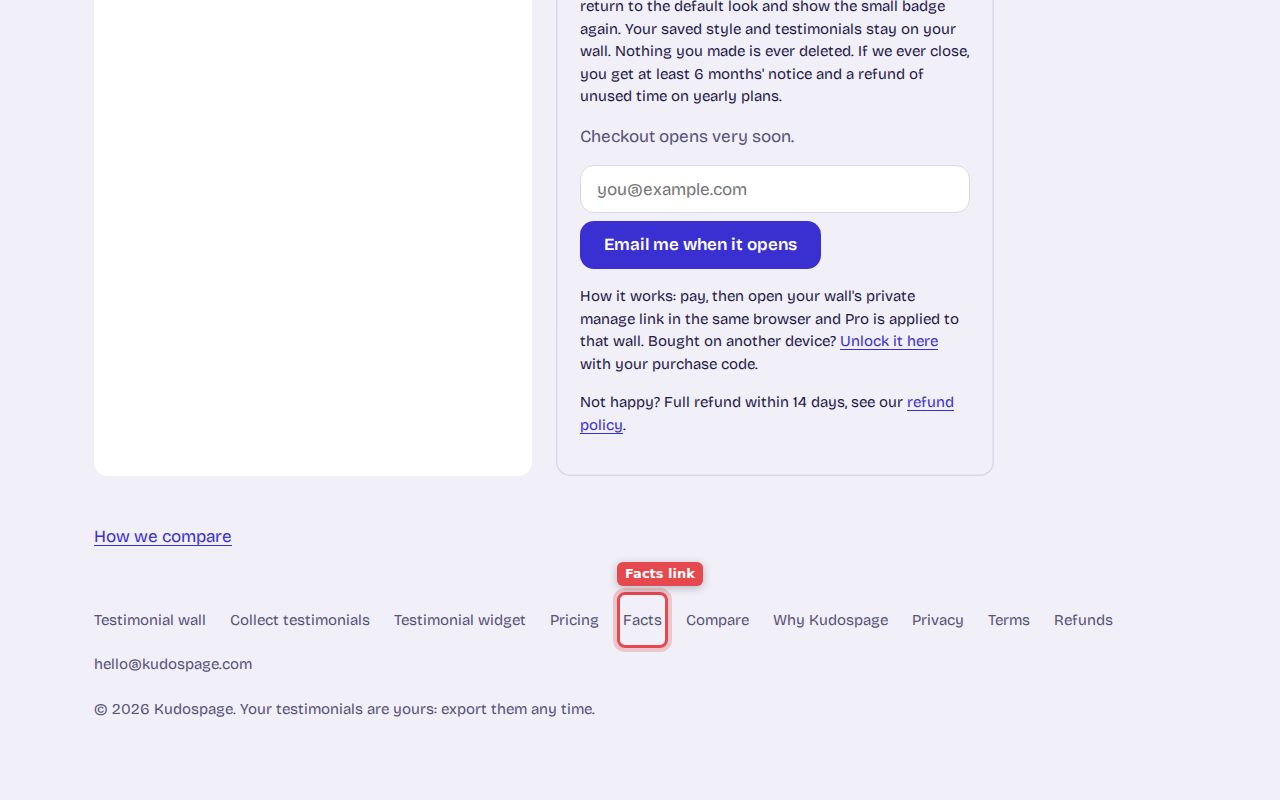 return to the default look and show the small badge
again. Your saved style and testimonials stay on your
wall. Nothing you made is ever deleted. If we ever close,
you get at least 6 months' notice and a refund of
unused time on yearly plans.
Checkout opens very soon.
you@example.com
Email me when it opens
How it works: pay, then open your wall's private
manage link in the same browser and Pro is applied to
that wall. Bought on another device? Unlock it here
with your purchase code.
Not happy? Full refund within 14 days, see our refund
policy.
How we compare
Facts link
Testimonial wall Collect testimonials Testimonial widget Pricing Facts Compare Why Kudospage Privacy Terms Refunds
hello@kudospage.com
© 2026 Kudospage. Your testimonials are yours: export them any time.